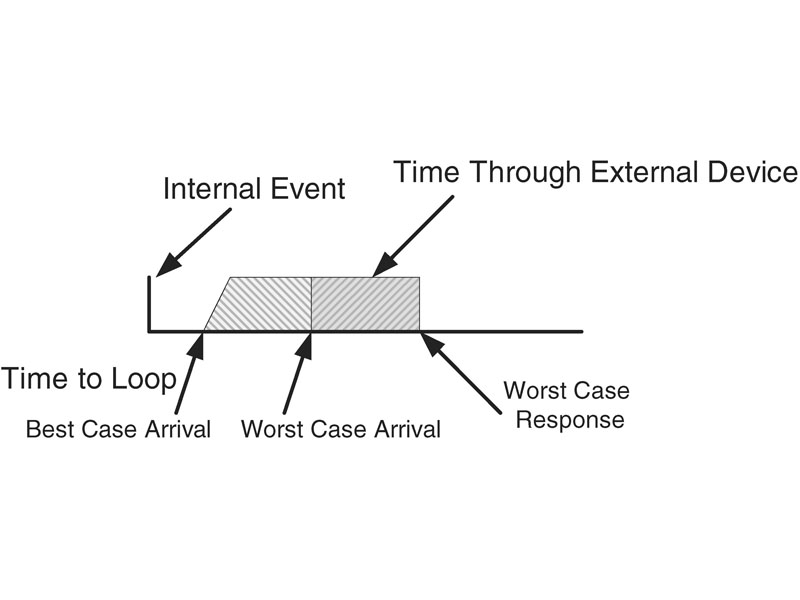 Time Through External Device
Internal Event
Time to Loop
Worst Case
Response
Best Case Arrival
Worst Case Arrival